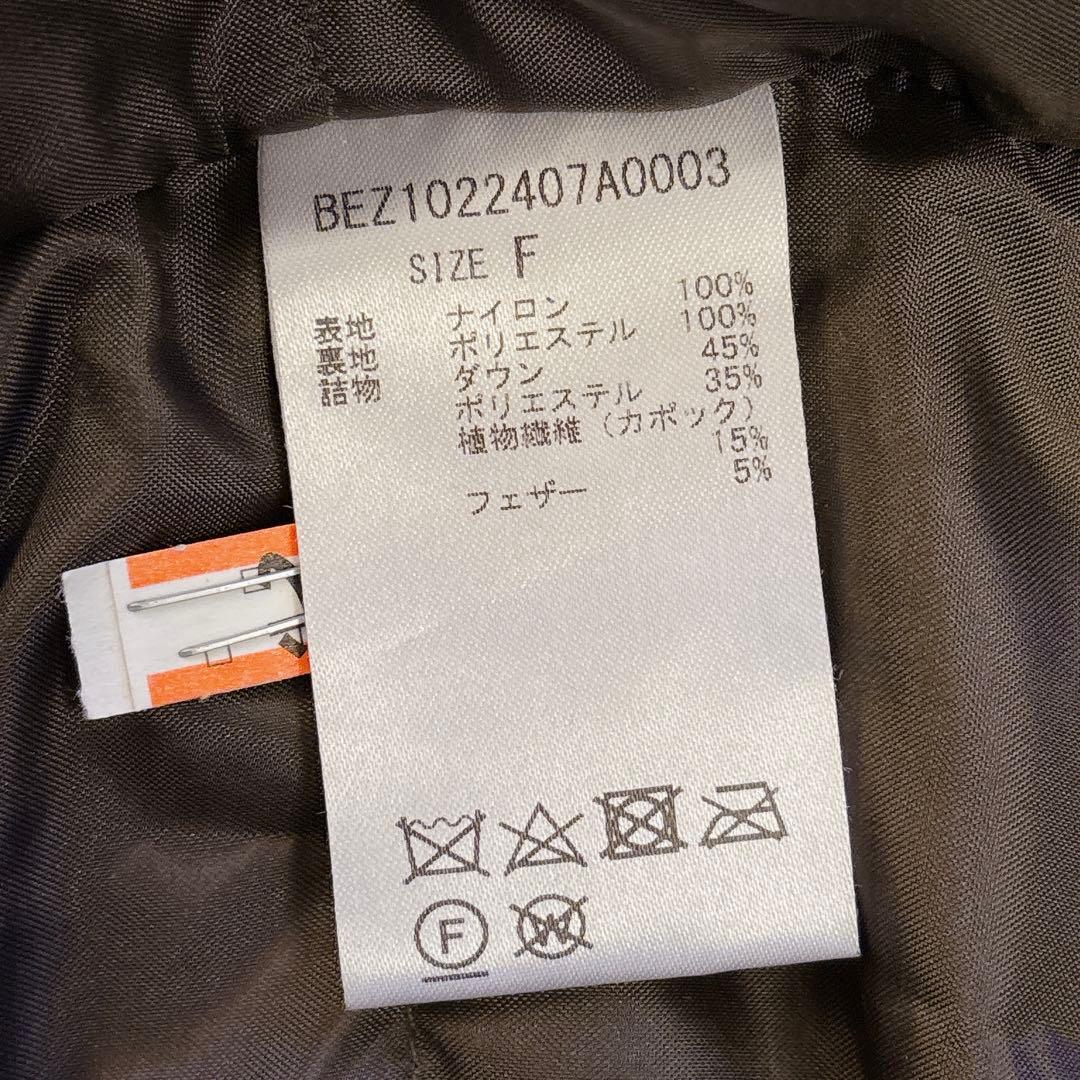 BEZ1022407A0003
SIZE F
表地 ナイロン 100%
裏地 ポリエステル 100%
詰物 ダウン 45%
ポリエステル 35%
植物繊維(カポック) 15%
フェザー 5%
F
W